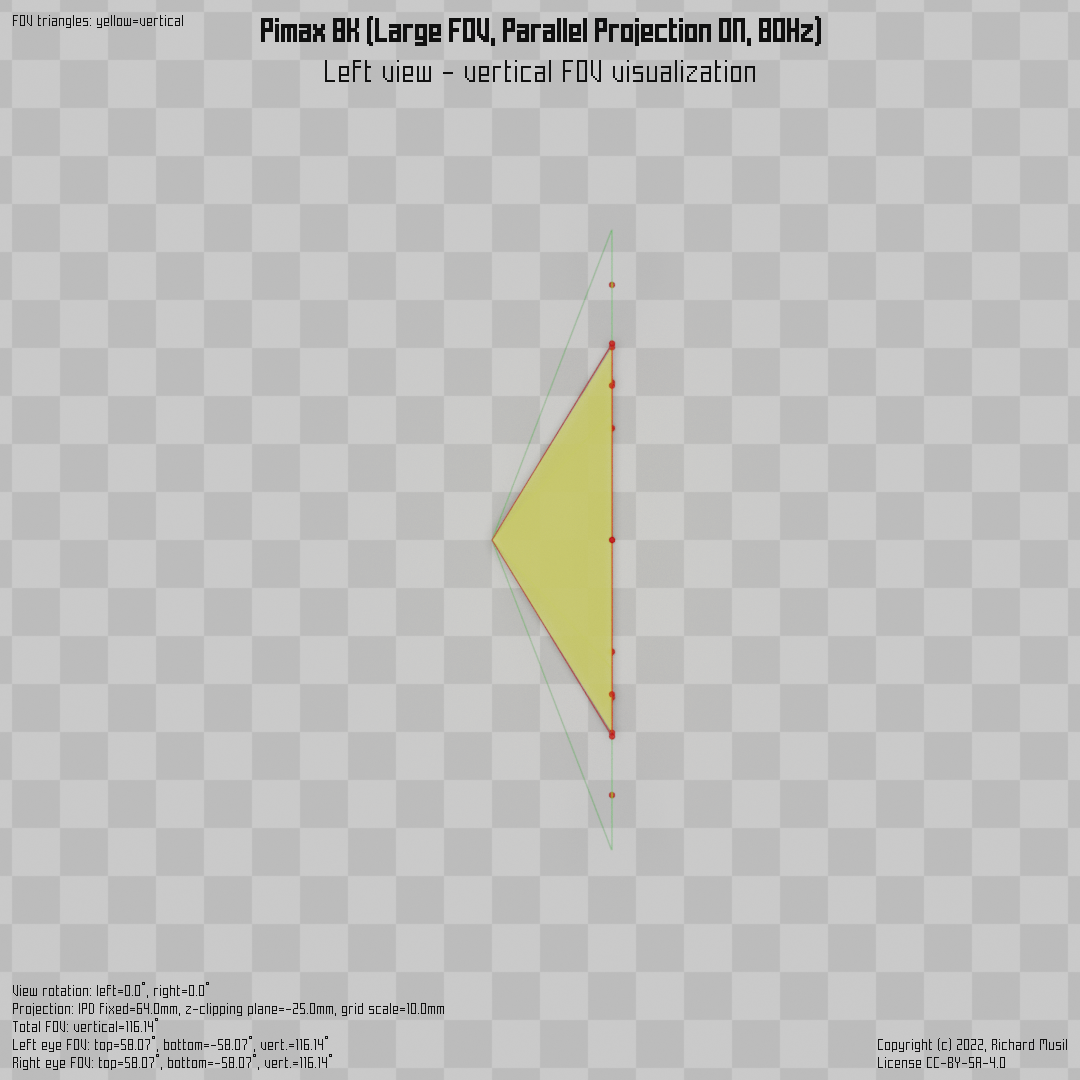 FOV triangles: yellow=vertical
Pimax 8K (Large FOV, Parallel Projection ON, 80Hz)
Left view - vertical FOV visualization
View rotation: left=0.0°, right=0.0°
Projection: IPD fixed=64.0mm, z-clipping plane=-25.0mm, grid scale=10.0mm
Total FOV: vertical=116.14°
Left eye FOV: top=58.07°, bottom=-58.07°, vert.=116.14°
Right eye FOV: top=58.07°, bottom=-58.07°, vert.=116.14°
Copyright (c) 2022, Richard Musil
License CC-BY-SA-4.0